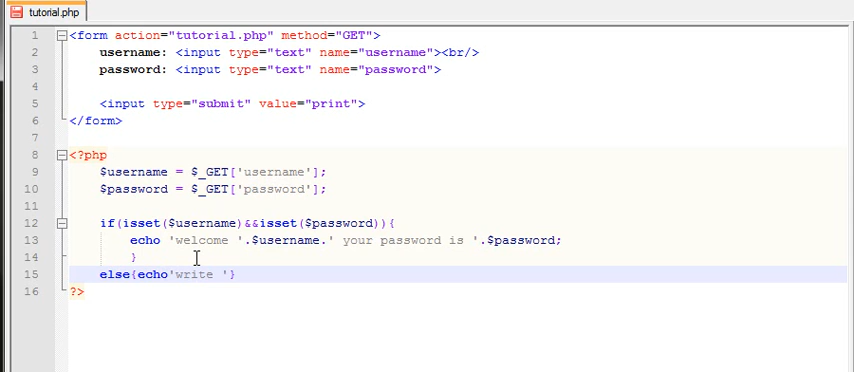 tutorial.php
1 <form action="tutorial.php" method="GET">
2 username: <input type="text" name="username"><br/>
3 password: <input type="text" name="password">
4
5 <input type="submit" value="print">
6 </form>
7
8 <?php
9 $username = $_GET['username'];
10 $password = $_GET['password'];
11
12 if(isset($username)&&isset($password)){
13 echo 'welcome '.$username.' your password is '.$password;
14 }
15 else{echo'write '}
16 ?>